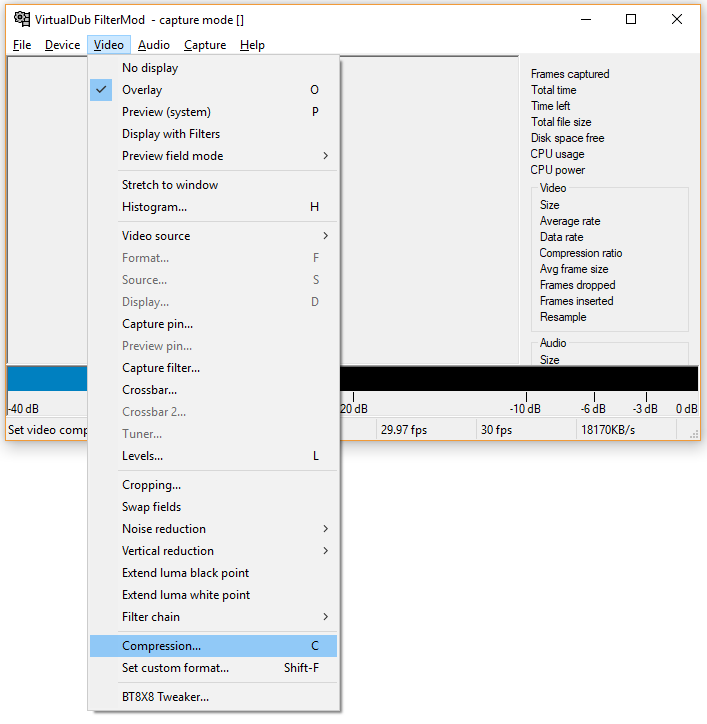 VirtualDub FilterMod - capture mode []
File Device Video Audio Capture Help
No display
Overlay O
Preview (system) P
Display with Filters
Preview field mode
Stretch to window
Histogram... H
Video source
Format... F
Source... S
Display... D
Capture pin...
Preview pin...
Capture filter...
Crossbar...
Crossbar 2...
Tuner...
Levels... L
Cropping...
Swap fields
Noise reduction
Vertical reduction
Extend luma black point
Extend luma white point
Filter chain
Compression... C
Set custom format... Shift-F
BT8X8 Tweaker...
Frames captured
Total time
Time left
Total file size
Disk space free
CPU usage
CPU power
Video
Size
Average rate
Data rate
Compression ratio
Avg frame size
Frames dropped
Frames inserted
Resample
Audio
Size
-40 dB 20 dB -10 dB -6 dB -3 dB 0 dB
Set video comp 29.97 fps 30 fps 18170KB/s